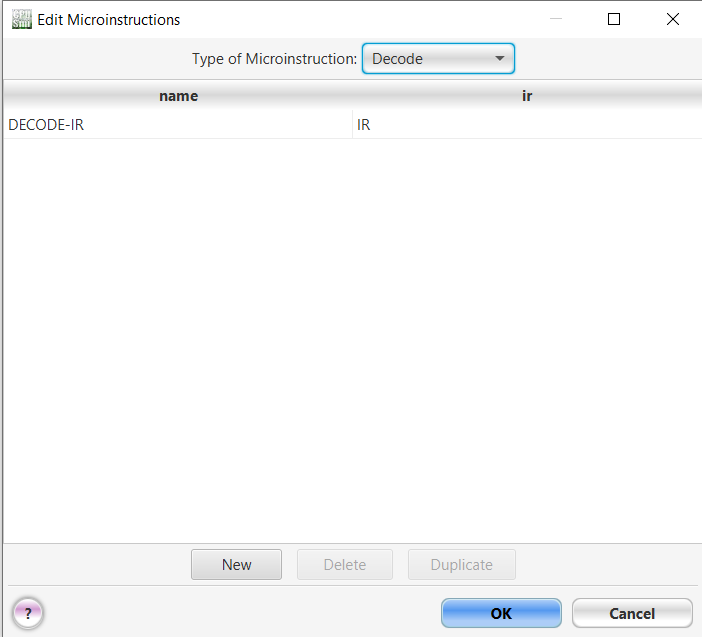 Edit Microinstructions
Type of Microinstruction: Decode
name ir
DECODE-IR IR
New Delete Duplicate
? OK Cancel